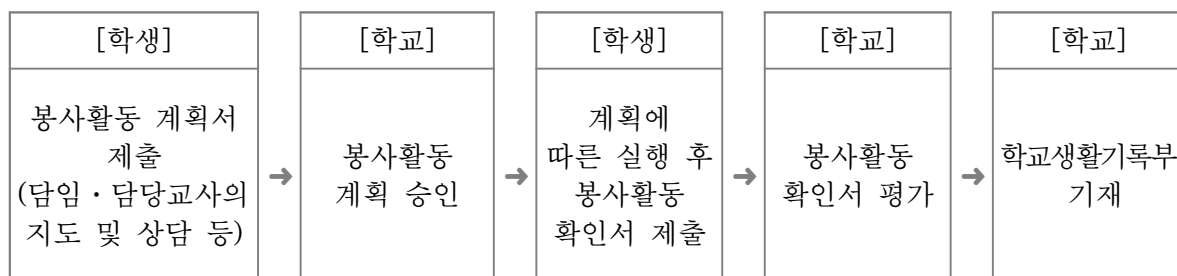 [학생]
봉사활동 계획서
제출
(담임・담당교사의
지도 및 상담 등)
➜
[학교]
봉사활동
계획 승인
➜
[학생]
계획에
따른 실행 후
봉사활동
확인서 제출
➜
[학교]
봉사활동
확인서 평가
➜
[학교]
학교생활기록부
기재